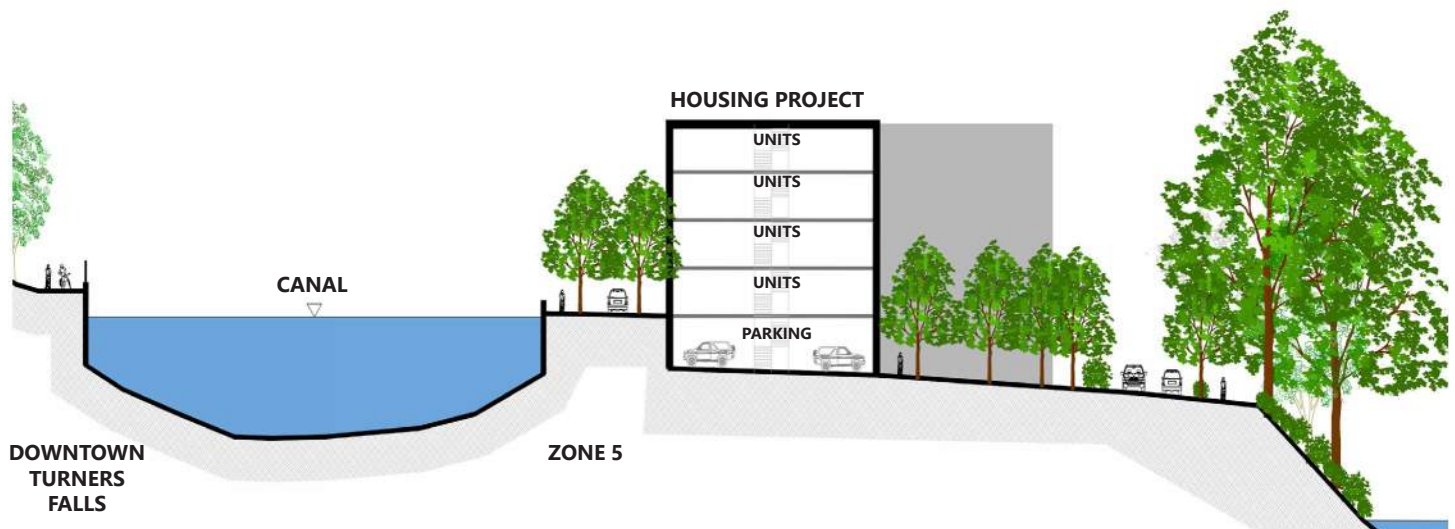 HOUSING PROJECT
UNITS
UNITS
UNITS
UNITS
PARKING
CANAL
DOWNTOWN
TURNERS
FALLS
ZONE 5